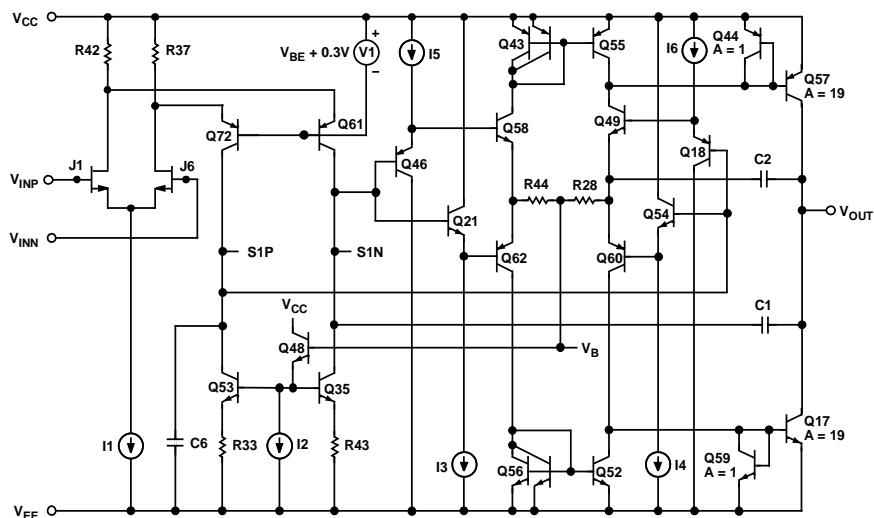 VCC
R42
R37
VBE + 0.3V
+
V1
−
I5
Q43
Q55
I6
Q44
A = 1
Q57
A = 19
Q72
Q61
Q46
Q58
Q49
Q18
J1
J6
VINP
VINN
C2
R44
R28
Q21
Q54
VOUT
S1P
S1N
Q62
Q60
VCC
C1
Q48
VB
Q53
Q35
Q17
A = 19
C6
I1
R33
I2
R43
I3
Q56
Q52
I4
Q59
A = 1
VEE